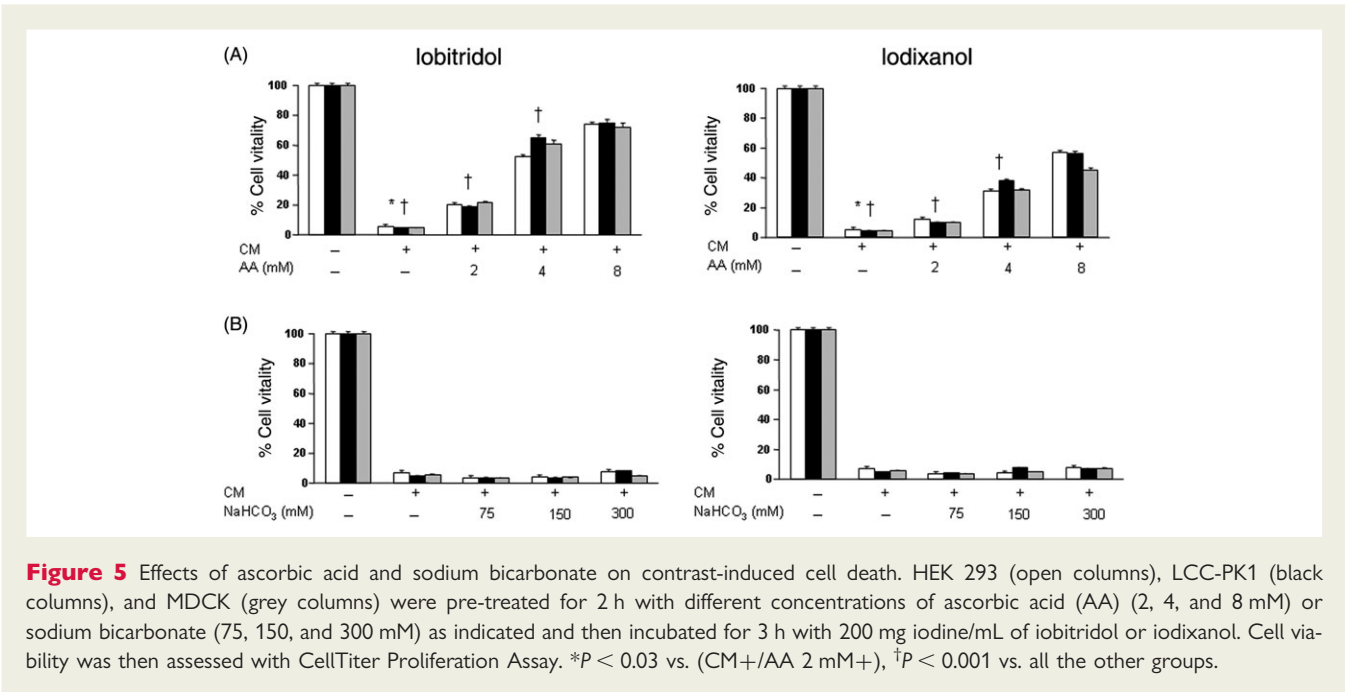 (A)
Iobitridol
Iodixanol
% Cell vitality
100
80
60
40
20
0
* †
†
†
CM – + + + +
AA (mM) – – 2 4 8
% Cell vitality
100
80
60
40
20
0
* †
†
†
CM – + + + +
AA (mM) – – 2 4 8
(B)
% Cell vitality
100
80
60
40
20
0
CM – + + + +
NaHCO3 (mM) – – 75 150 300
% Cell vitality
100
80
60
40
20
0
CM – + + + +
NaHCO3 (mM) – – 75 150 300
Figure 5 Effects of ascorbic acid and sodium bicarbonate on contrast-induced cell death. HEK 293 (open columns), LCC-PK1 (black
columns), and MDCK (grey columns) were pre-treated for 2 h with different concentrations of ascorbic acid (AA) (2, 4, and 8 mM) or
sodium bicarbonate (75, 150, and 300 mM) as indicated and then incubated for 3 h with 200 mg iodine/mL of iobitridol or iodixanol. Cell via-
bility was then assessed with CellTiter Proliferation Assay. *P < 0.03 vs. (CM+/AA 2 mM+), †P < 0.001 vs. all the other groups.